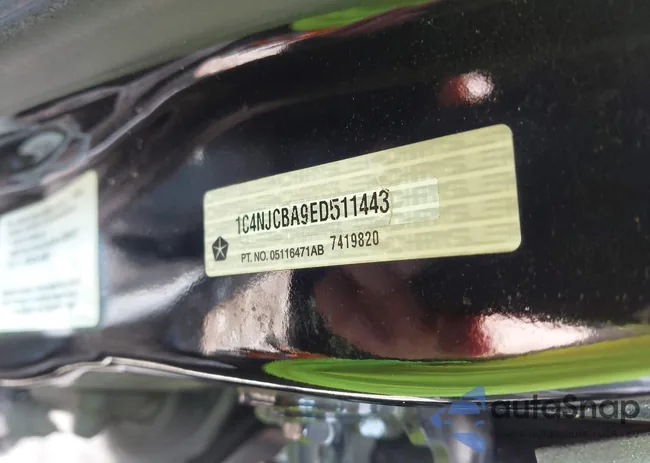 1C4NJCBA9ED511443
PT. NO. 05116471AB 7419820
autoSnap